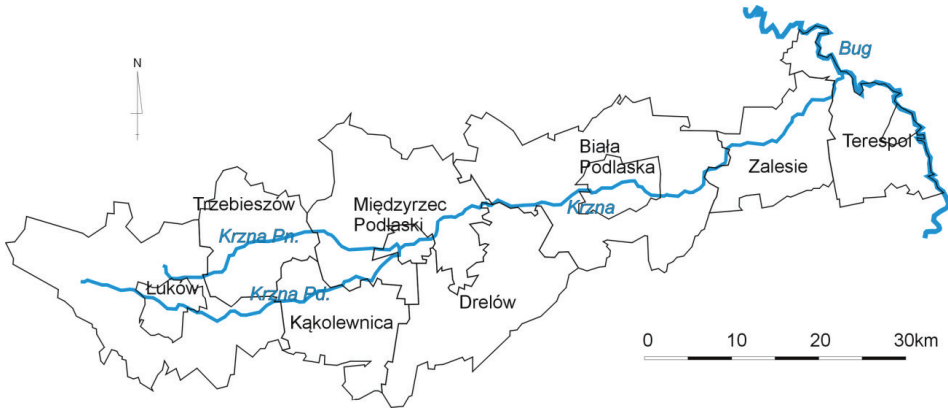 N
Bug
Terespol
Biała
Podlaska
Zalesie
Trzebieszów
Międzyrzec
Podlaski
Krzna
Krzna Pn.
Łuków
Krzna Pd.
Drelów
Kąkolewnica
0 10 20 30km